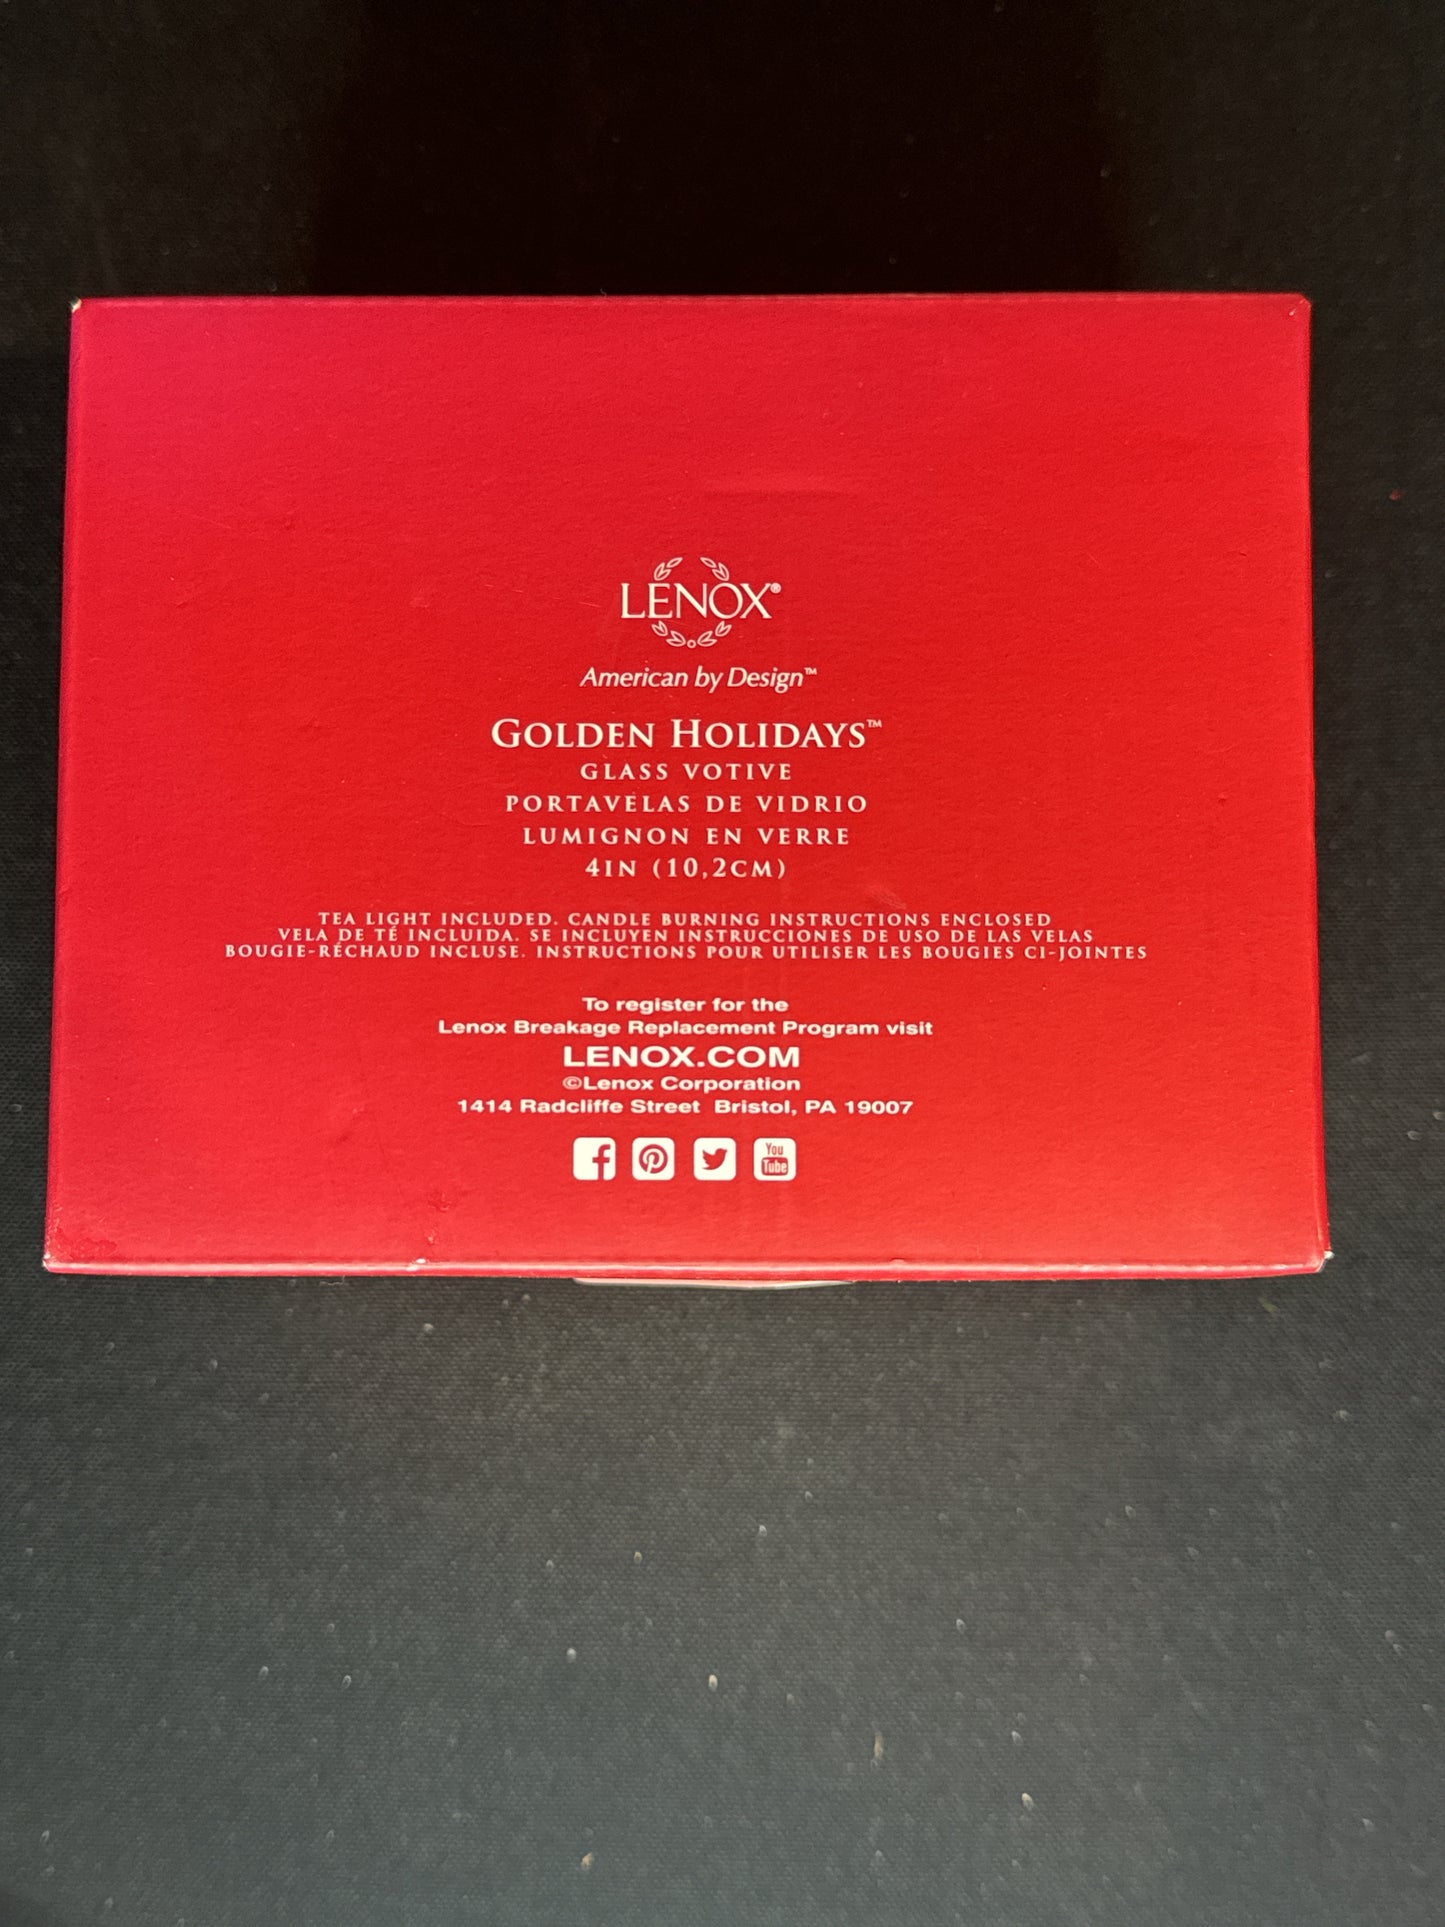 LENOX®
American by Design™
GOLDEN HOLIDAYS™
GLASS VOTIVE
PORTAVELAS DE VIDRIO
LUMIGNON EN VERRE
4IN (10,2CM)
TEA LIGHT INCLUDED. CANDLE BURNING INSTRUCTIONS ENCLOSED
VELA DE TÉ INCLUIDA. SE INCLUYEN INSTRUCCIONES DE USO DE LAS VELAS
BOUGIE-RÉCHAUD INCLUSE. INSTRUCTIONS POUR UTILISER LES BOUGIES CI-JOINTES
To register for the
Lenox Breakage Replacement Program visit
LENOX.COM
©Lenox Corporation
1414 Radcliffe Street Bristol, PA 19007
You
Tube